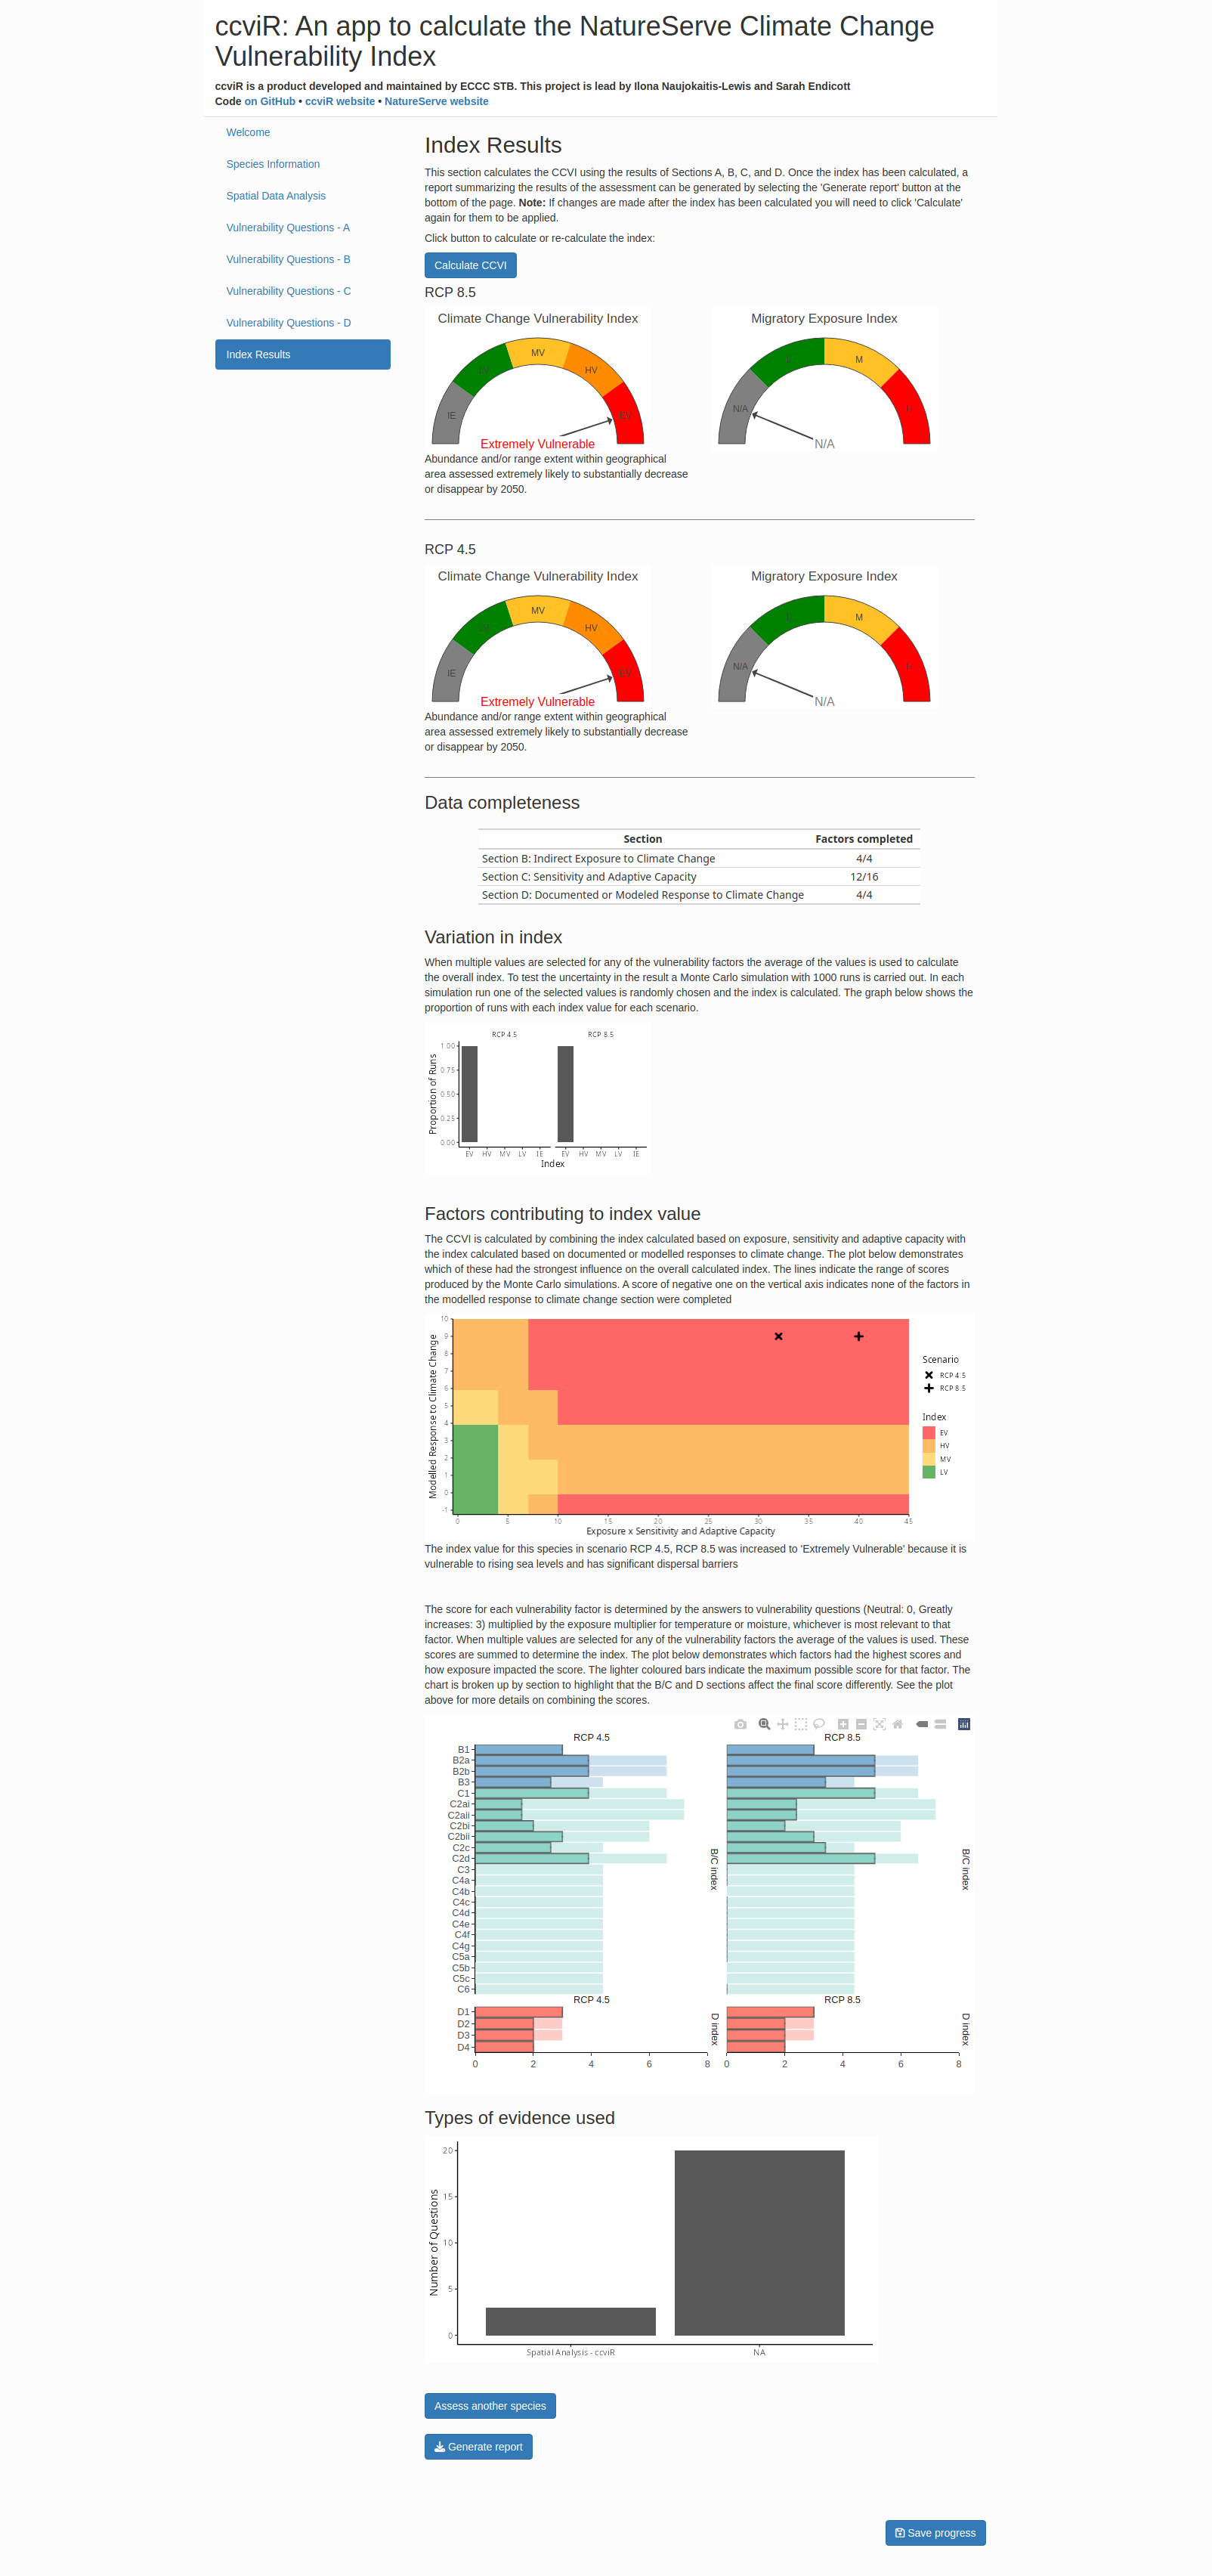 ccviR: An app to calculate the NatureServe Climate Change
Vulnerability Index
ccviR is a product developed and maintained by ECCC STB. This project is lead by Ilona Naujokaitis-Lewis and Sarah Endicott
Code on GitHub • ccviR website • NatureServe website
Welcome
Species Information
Spatial Data Analysis
Vulnerability Questions - A
Vulnerability Questions - B
Vulnerability Questions - C
Vulnerability Questions - D
Index Results
Index Results
This section calculates the CCVI using the results of Sections A, B, C, and D. Once the index has been calculated, a
report summarizing the results of the assessment can be generated by selecting the 'Generate report' button at the
bottom of the page. Note: If changes are made after the index has been calculated you will need to click 'Calculate'
again for them to be applied.
Click button to calculate or re-calculate the index:
Calculate CCVI
RCP 8.5
Climate Change Vulnerability Index
IE
LV
MV
HV
EV
Extremely Vulnerable
Migratory Exposure Index
N/A
M
H
N/A
Abundance and/or range extent within geographical
area assessed extremely likely to substantially decrease
or disappear by 2050.
RCP 4.5
Climate Change Vulnerability Index
IE
LV
MV
HV
EV
Extremely Vulnerable
Migratory Exposure Index
N/A
M
H
N/A
Abundance and/or range extent within geographical
area assessed extremely likely to substantially decrease
or disappear by 2050.
Data completeness
Section Factors completed
Section B: Indirect Exposure to Climate Change 4/4
Section C: Sensitivity and Adaptive Capacity 12/16
Section D: Documented or Modeled Response to Climate Change 4/4
Variation in index
When multiple values are selected for any of the vulnerability factors the average of the values is used to calculate
the overall index. To test the uncertainty in the result a Monte Carlo simulation with 1000 runs is carried out. In each
simulation run one of the selected values is randomly chosen and the index is calculated. The graph below shows the
proportion of runs with each index value for each scenario.
RCP 4.5 RCP 8.5
Proportion of Runs
1.00
0.75
0.50
0.25
0.00
EV HV MV LV IE EV HV MV LV IE
Index
Factors contributing to index value
The CCVI is calculated by combining the index calculated based on exposure, sensitivity and adaptive capacity with
the index calculated based on documented or modelled responses to climate change. The plot below demonstrates
which of these had the strongest influence on the overall calculated index. The lines indicate the range of scores
produced by the Monte Carlo simulations. A score of negative one on the vertical axis indicates none of the factors in
the modelled response to climate change section were completed
Modelled Response to Climate Change
10
9
8
7
6
5
4
3
2
1
0
-1
0 5 10 15 20 25 30 35 40 45
Exposure x Sensitivity and Adaptive Capacity
Scenario
RCP 4.5
RCP 8.5
Index
EV
HV
MV
LV
The index value for this species in scenario RCP 4.5, RCP 8.5 was increased to 'Extremely Vulnerable' because it is
vulnerable to rising sea levels and has significant dispersal barriers
The score for each vulnerability factor is determined by the answers to vulnerability questions (Neutral: 0, Greatly
increases: 3) multiplied by the exposure multiplier for temperature or moisture, whichever is most relevant to that
factor. When multiple values are selected for any of the vulnerability factors the average of the values is used. These
scores are summed to determine the index. The plot below demonstrates which factors had the highest scores and
how exposure impacted the score. The lighter coloured bars indicate the maximum possible score for that factor. The
chart is broken up by section to highlight that the B/C and D sections affect the final score differently. See the plot
above for more details on combining the scores.
RCP 4.5 RCP 8.5
B1
B2a
B2b
B3
C1
C2ai
C2aii
C2bi
C2bii
C2c
C2d
C3
C4a
C4b
C4c
C4d
C4e
C4f
C4g
C5a
C5b
C5c
C6
B/C index
B/C index
RCP 4.5 RCP 8.5
D1
D2
D3
D4
D index
D index
0 2 4 6 8 0 2 4 6 8
Types of evidence used
Number of Questions
20
15
10
5
0
Spatial Analysis - ccviR NA
Assess another species
Generate report
Save progress